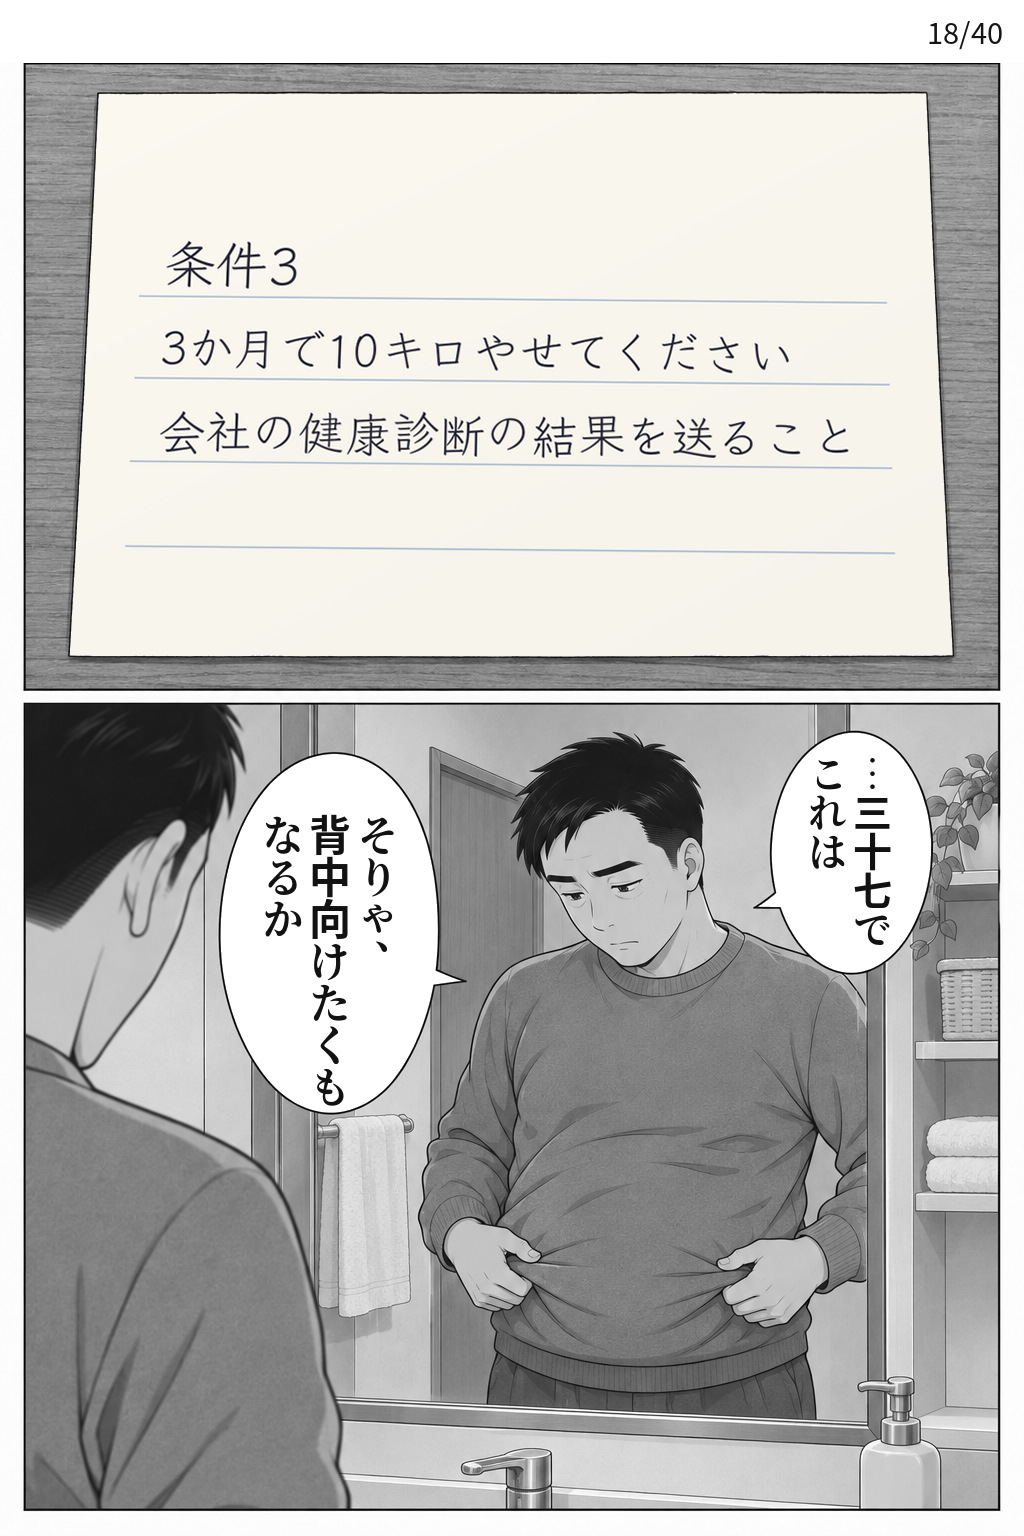 18/40
条件3
3か月で10キロやせてください
会社の健康診断の結果を送ること
…三十七で
これは
そりゃ、
背中向けたくも
なるか